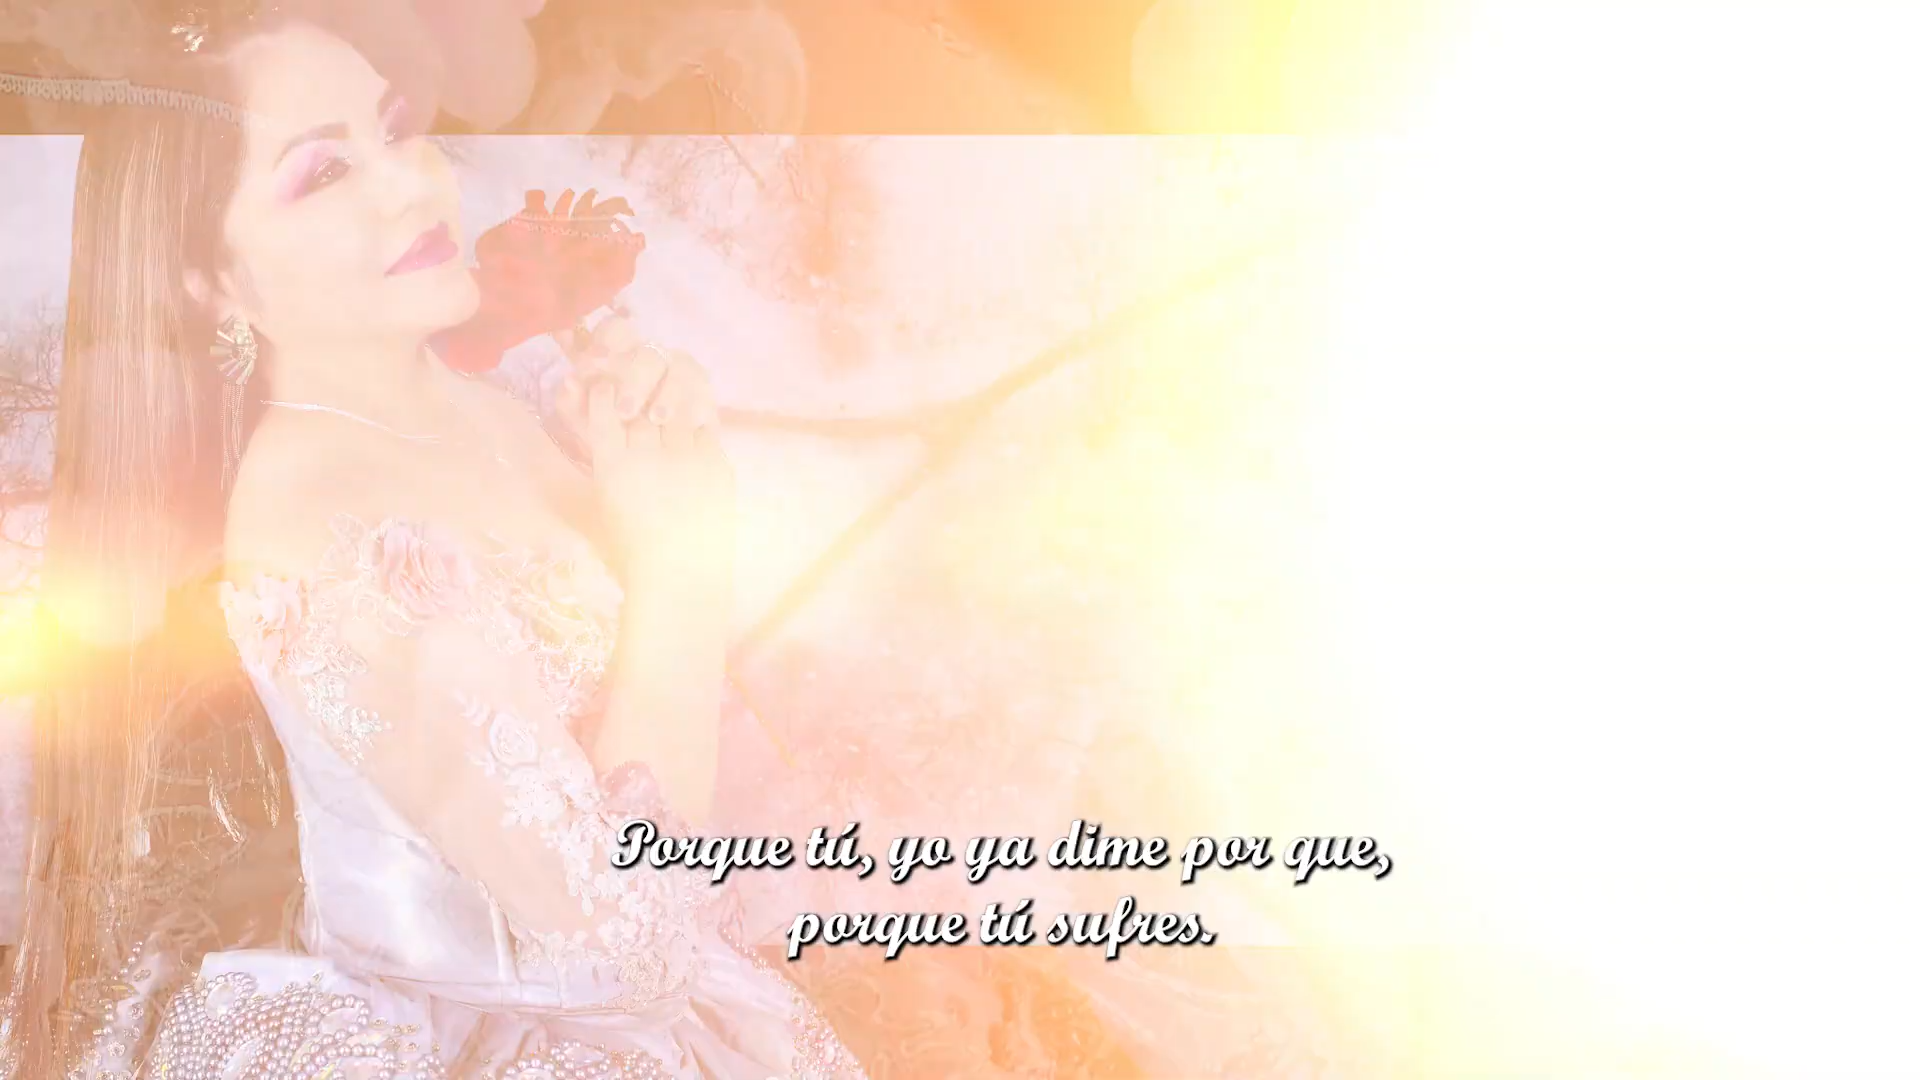 Porque tú, yo ya dime por que,
porque tú sufres.